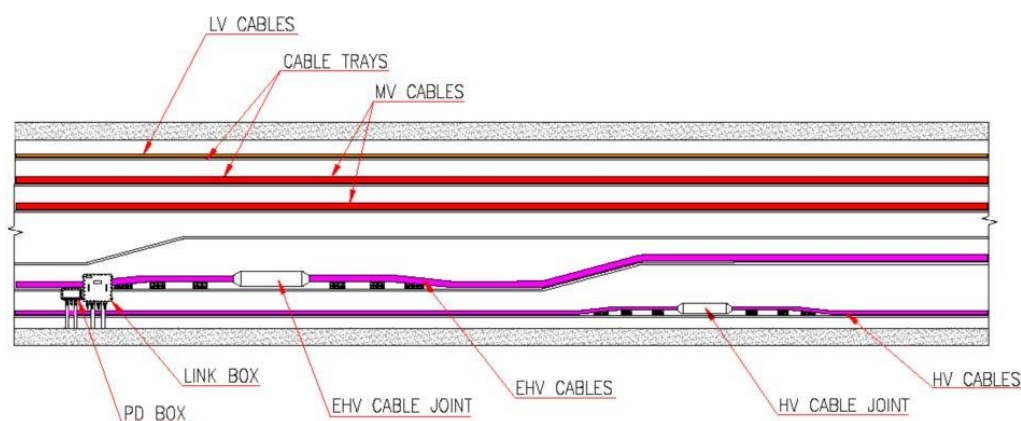 LV CABLES
CABLE TRAYS
MV CABLES
LINK BOX
PD BOX
EHV CABLE JOINT
EHV CABLES
HV CABLE JOINT
HV CABLES